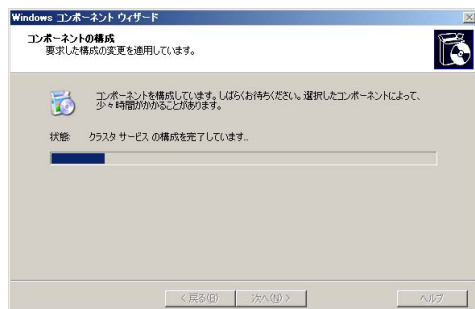 Windows コンポーネント ウィザード
コンポーネントの構成
要求した構成の変更を適用しています。
コンポーネントを構成しています。しばらくお待ちください。選択したコンポーネントによって、
少々時間がかかることがあります。
状態: クラスタ サービス の構成を完了しています...
< 戻る(B) 次へ(N) > ヘルプ